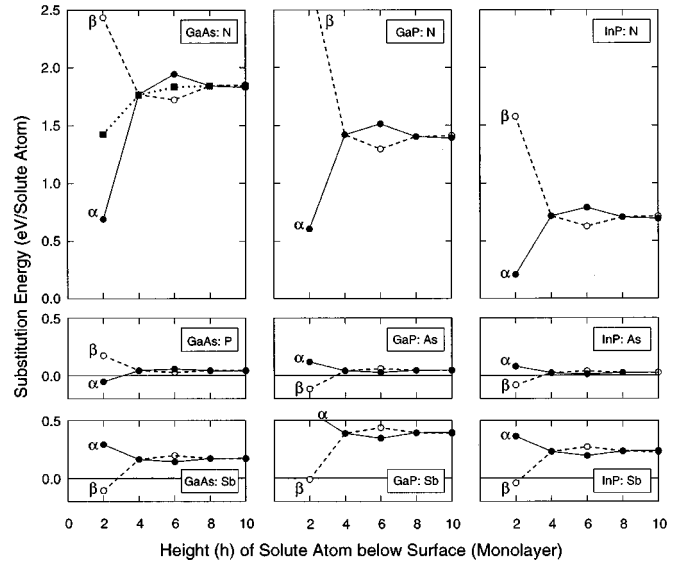 2.5
2.0
1.5
1.0
0.5
0.0
Substitution Energy (eV/Solute Atom)
GaAs: N
β
α
GaP: N
β
α
InP: N
β
α
0.5
0.0
GaAs: P
β
α
GaP: As
α
β
InP: As
α
β
0.5
0.0
GaAs: Sb
α
β
GaP: Sb
α
β
InP: Sb
α
β
0 2 4 6 8 10 2 4 6 8 10 2 4 6 8 10
Height (h) of Solute Atom below Surface (Monolayer)